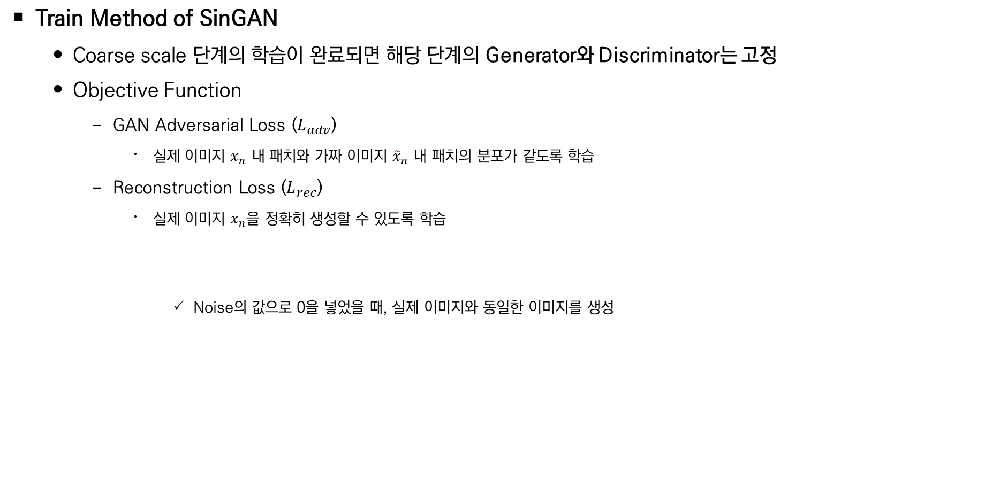 ■ Train Method of SinGAN
● Coarse scale 단계의 학습이 완료되면 해당 단계의 Generator와 Discriminator는 고정
● Objective Function
– GAN Adversarial Loss (𝐿𝑎𝑑𝑣)
· 실제 이미지 𝑥𝑛 내 패치와 가짜 이미지 𝑥̃𝑛 내 패치의 분포가 같도록 학습
– Reconstruction Loss (𝐿𝑟𝑒𝑐)
· 실제 이미지 𝑥𝑛을 정확히 생성할 수 있도록 학습
✓ Noise의 값으로 0을 넣었을 때, 실제 이미지와 동일한 이미지를 생성